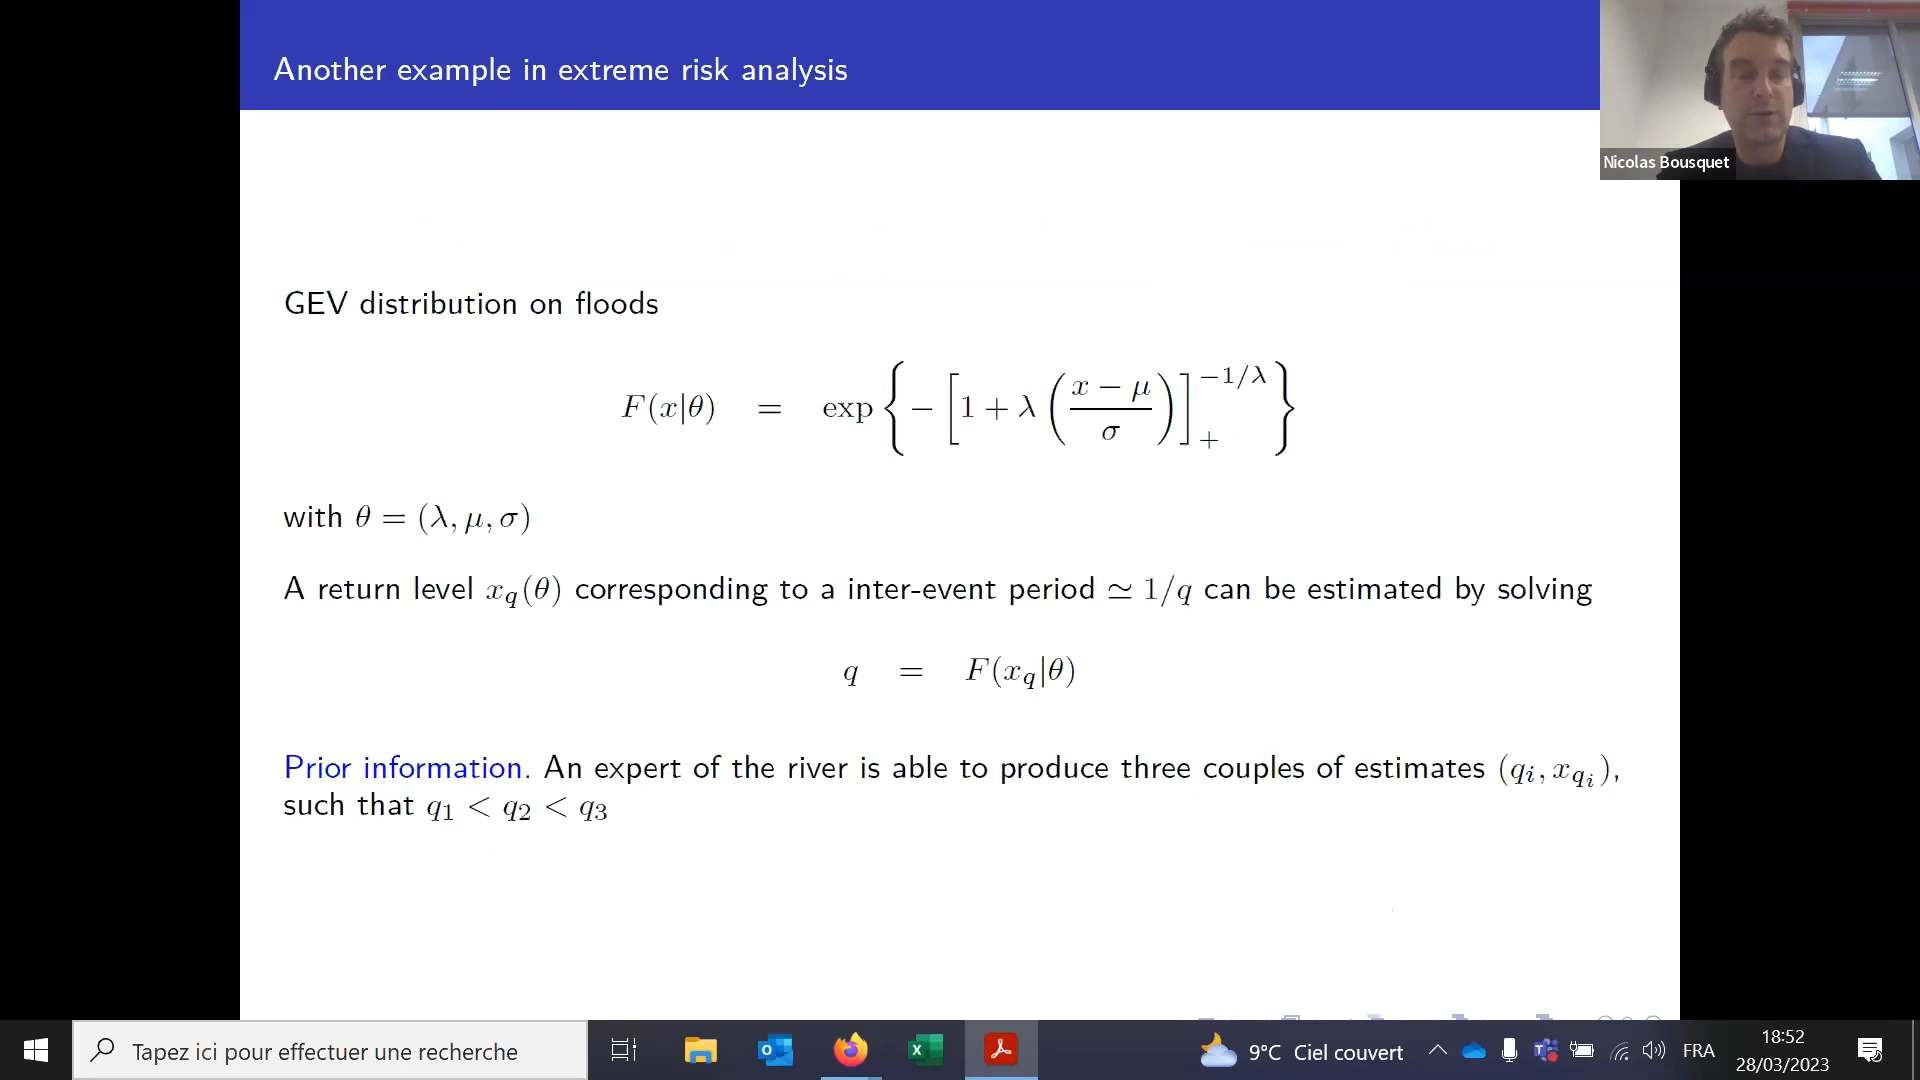 Another example in extreme risk analysis
Nicolas Bousquet
GEV distribution on floods
F(x|θ) = exp { − [ 1 + λ ( (x − μ) / σ ) ]₊^(−1/λ) }
with θ = (λ, μ, σ)
A return level x_q(θ) corresponding to a inter-event period ≃ 1/q can be estimated by solving
q = F(x_q|θ)
Prior information. An expert of the river is able to produce three couples of estimates (q_i, x_{q_i}),
such that q₁ < q₂ < q₃
Tapez ici pour effectuer une recherche
9°C Ciel couvert
FRA
18:52
28/03/2023